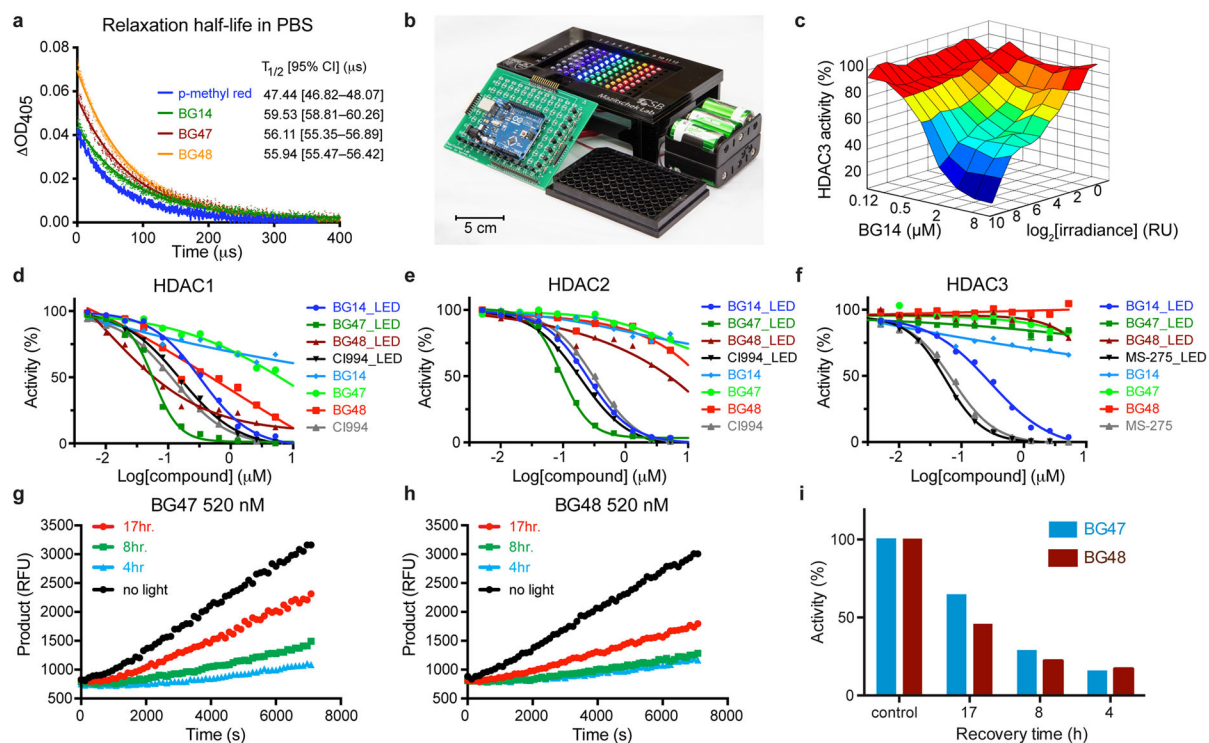 a
Relaxation half-life in PBS
0.08
0.06
0.04
0.02
0.00
ΔOD405
T1/2 [95% CI] (μs)
p-methyl red 47.44 [46.82–48.07]
BG14 59.53 [58.81–60.26]
BG47 56.11 [55.35–56.89]
BG48 55.94 [55.47–56.42]
0 100 200 300 400
Time (μs)
b
Mazitschek Lab
5 cm
c
HDAC3 activity (%)
100
80
60
40
20
0.12 0.5 2 8
BG14 (μM)
10 8 6 4 2 0
log2[irradiance] (RU)
d
HDAC1
Activity (%)
100
50
0
-2 -1 0 1
Log[compound] (μM)
BG14_LED
BG47_LED
BG48_LED
CI994_LED
BG14
BG47
BG48
CI994
e
HDAC2
Activity (%)
100
50
0
-2 -1 0 1
Log[compound] (μM)
BG14_LED
BG47_LED
BG48_LED
CI994_LED
BG14
BG47
BG48
CI994
f
HDAC3
Activity (%)
100
50
0
-2 -1 0 1
Log[compound] (μM)
BG14_LED
BG47_LED
BG48_LED
MS-275_LED
BG14
BG47
BG48
MS-275
g
BG47 520 nM
Product (RFU)
3500
3000
2500
2000
1500
1000
500
17hr.
8hr.
4hr
no light
0 2000 4000 6000 8000
Time (s)
h
BG48 520 nM
Product (RFU)
3500
3000
2500
2000
1500
1000
500
17hr.
8hr.
4hr
no light
0 2000 4000 6000 8000
Time (s)
i
Activity (%)
100
50
0
BG47
BG48
control 17 8 4
Recovery time (h)